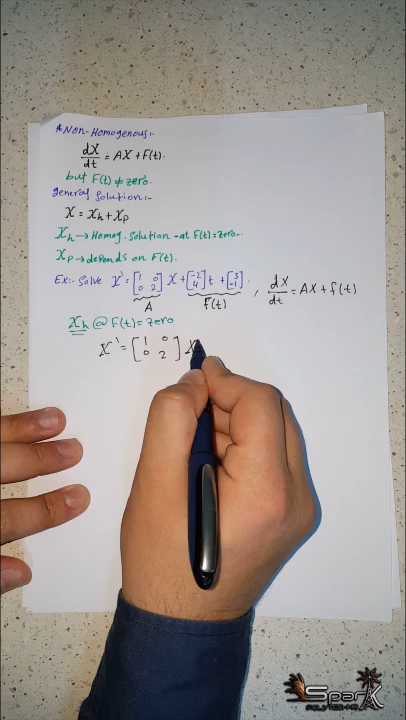 * Non-Homogenous:-
dX/dt = AX + F(t).
but F(t) ≠ zero.
general solution:-
X = Xh + Xp
Xh → Homog. Solution at F(t)=zero.
Xp → depends on F(t).
Ex:- Solve X' = [1 0; 0 2] X + [-2; 4] t + [3; -1] , dX/dt = AX + f(t)
A F(t)
Xh @ F(t) = zero
X' = [1 0; 0 2] X
Spark